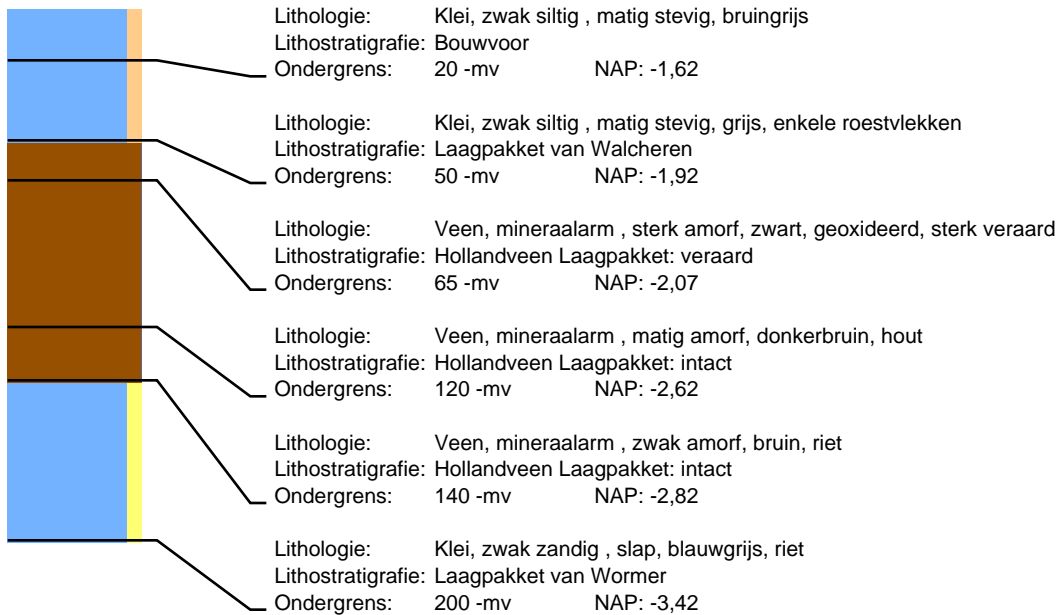 Lithologie: Klei, zwak siltig , matig stevig, bruingrijs
Lithostratigrafie: Bouwvoor
Ondergrens: 20 -mv NAP: -1,62
Lithologie: Klei, zwak siltig , matig stevig, grijs, enkele roestvlekken
Lithostratigrafie: Laagpakket van Walcheren
Ondergrens: 50 -mv NAP: -1,92
Lithologie: Veen, mineraalarm , sterk amorf, zwart, geoxideerd, sterk veraard
Lithostratigrafie: Hollandveen Laagpakket: veraard
Ondergrens: 65 -mv NAP: -2,07
Lithologie: Veen, mineraalarm , matig amorf, donkerbruin, hout
Lithostratigrafie: Hollandveen Laagpakket: intact
Ondergrens: 120 -mv NAP: -2,62
Lithologie: Veen, mineraalarm , zwak amorf, bruin, riet
Lithostratigrafie: Hollandveen Laagpakket: intact
Ondergrens: 140 -mv NAP: -2,82
Lithologie: Klei, zwak zandig , slap, blauwgrijs, riet
Lithostratigrafie: Laagpakket van Wormer
Ondergrens: 200 -mv NAP: -3,42